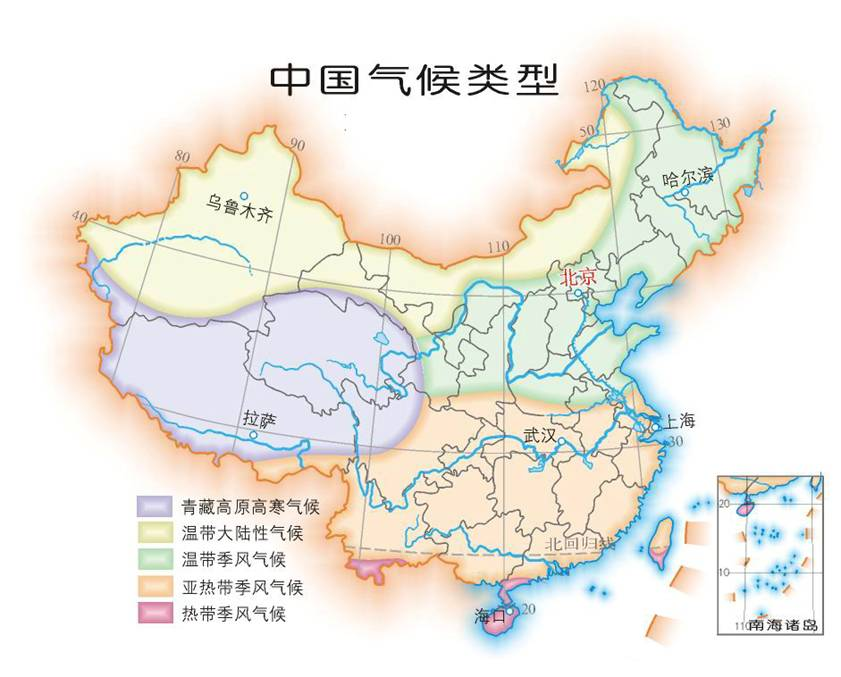 中国气候类型
120
130
50
90
80
哈尔滨
乌鲁木齐
40
100
110
北京
拉萨
武汉
上海
30
青藏高原高寒气候
温带大陆性气候
温带季风气候
亚热带季风气候
热带季风气候
北回归线
海口
20
20
10
110
南海诸岛